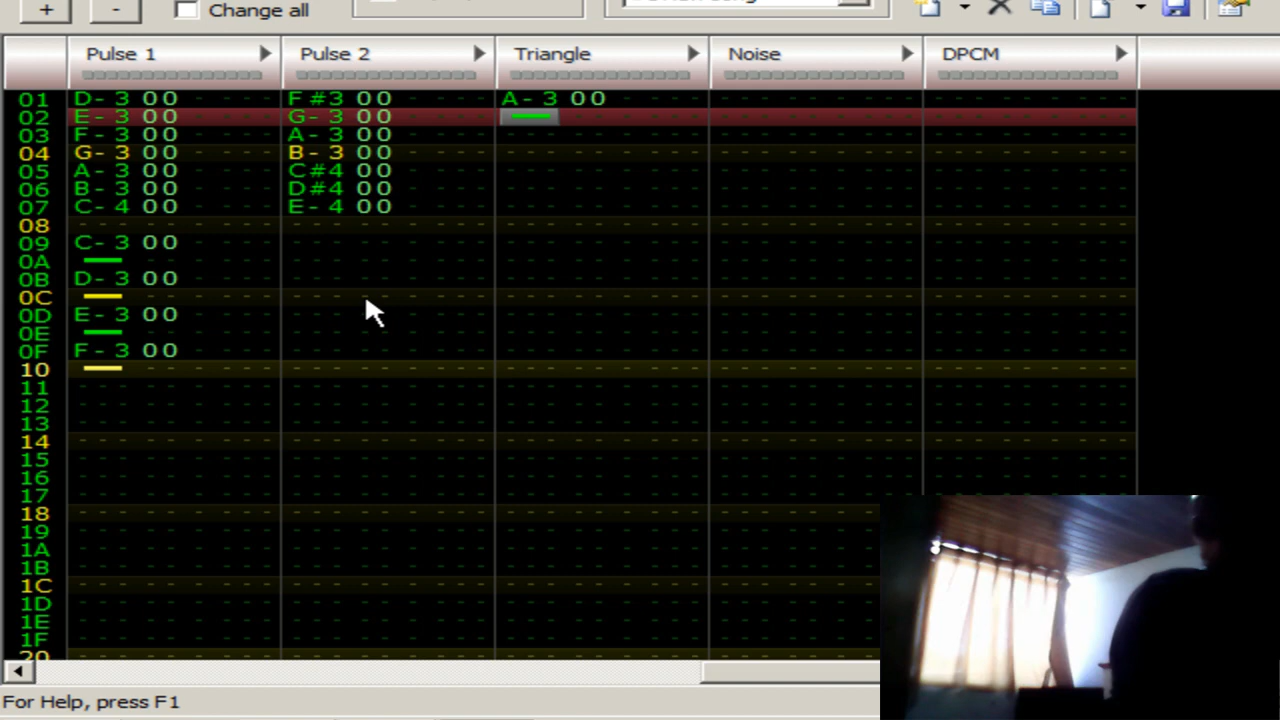 + - Change all
Pulse 1 Pulse 2 Triangle Noise DPCM
01 D-3 00 F#3 00 A-3 00
02 E-3 00 G-3 00
03 F-3 00 A-3 00
04 G-3 00 B-3 00
05 A-3 00 C#4 00
06 B-3 00 D#4 00
07 C-4 00 E-4 00
08
09 C-3 00
0A
0B D-3 00
0C
0D E-3 00
0E
0F F-3 00
10
11
12
13
14
15
16
17
18
19
1A
1B
1C
1D
1E
1F
20
For Help, press F1